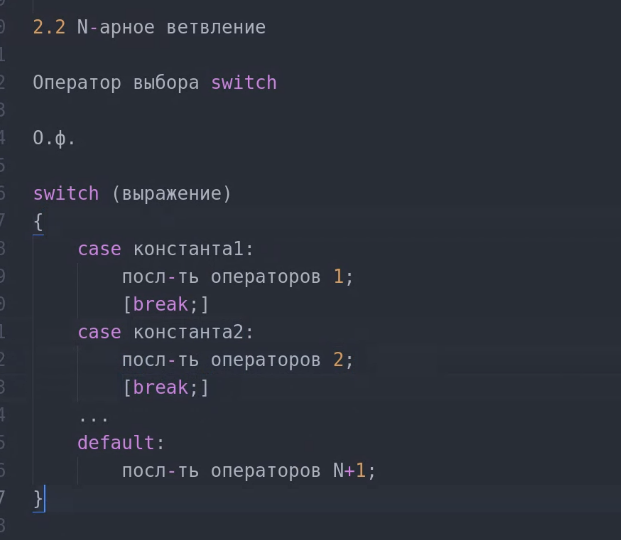 2.2 N-арное ветвление
Оператор выбора switch
О.ф.
switch (выражение)
{
case константа1:
посл-ть операторов 1;
[break;]
case константа2:
посл-ть операторов 2;
[break;]
...
default:
посл-ть операторов N+1;
}